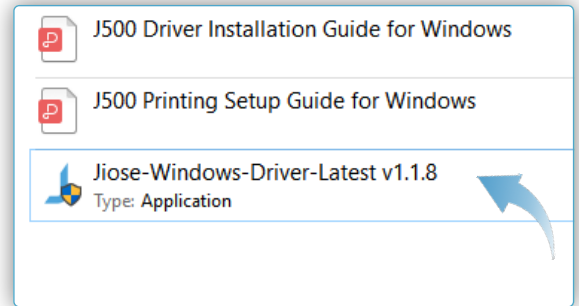 J500 Driver Installation Guide for Windows
J500 Printing Setup Guide for Windows
Jiose-Windows-Driver-Latest v1.1.8
Type: Application